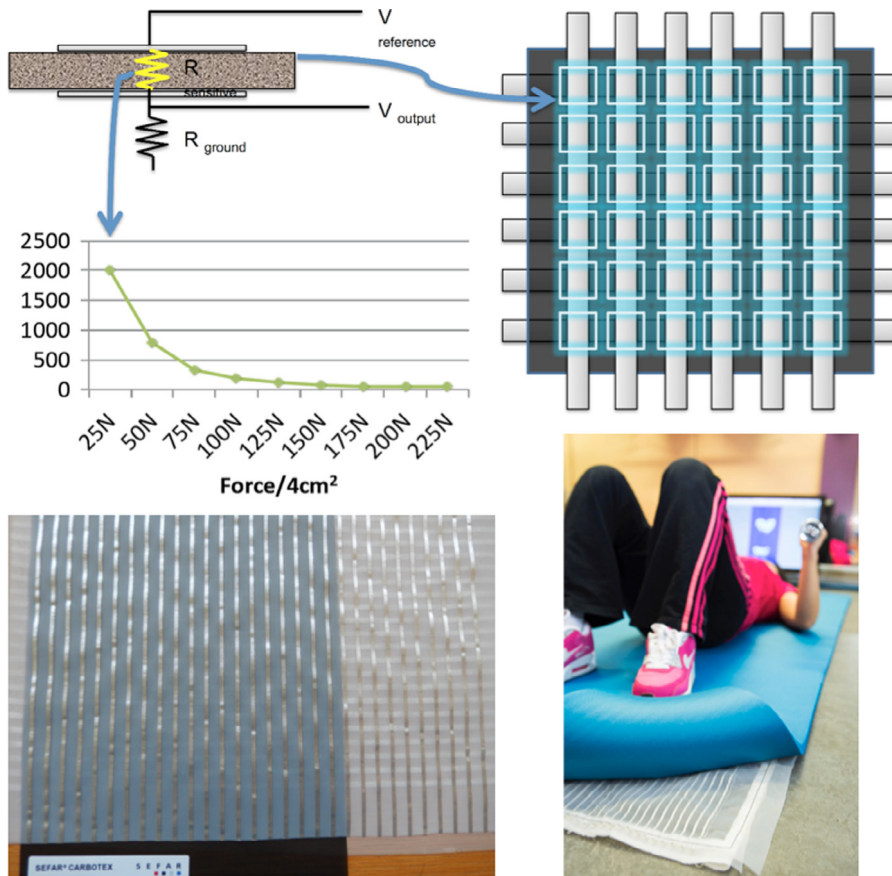 V
reference
R
sensitive
V output
R ground
2500
2000
1500
1000
500
0
25N
50N
75N
100N
125N
150N
175N
200N
225N
Force/4cm²
SEFAR® CARBOTEX SEFAR